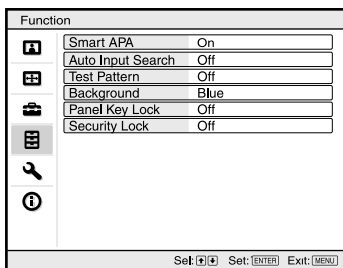 Function
Smart APA On
Auto Input Search Off
Test Pattern Off
Background Blue
Panel Key Lock Off
Security Lock Off
Sel: Set: ENTER Exit: MENU